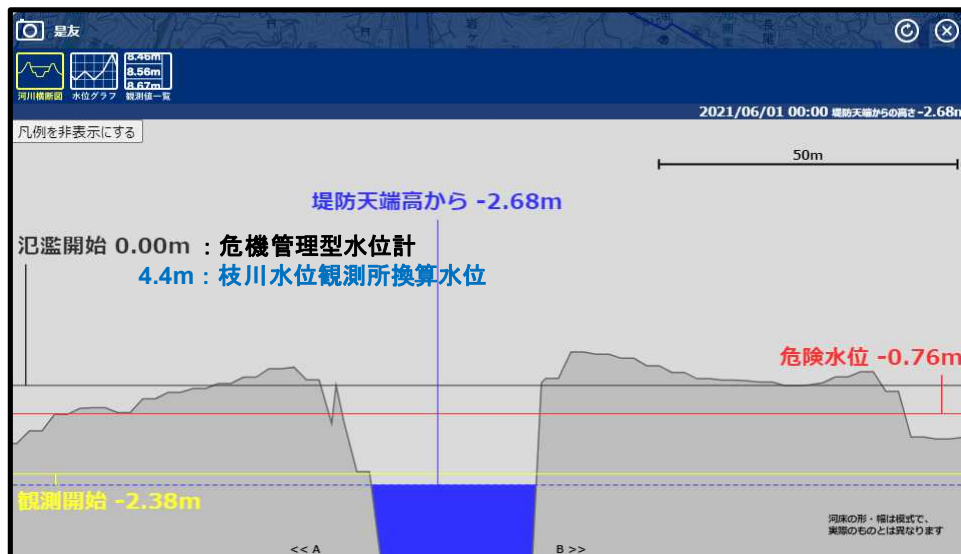 是友
8.46m
8.56m
8.67m
河川横断図 水位グラフ 観測値一覧
2021/06/01 00:00 堤防天端からの高さ -2.68m
凡例を非表示にする
50m
堤防天端高から -2.68m
氾濫開始 0.00m ：危機管理型水位計
4.4m：枝川水位観測所換算水位
危険水位 -0.76m
観測開始 -2.38m
河床の形・幅は模式で、
実際のものとは異なります
<< A
B >>